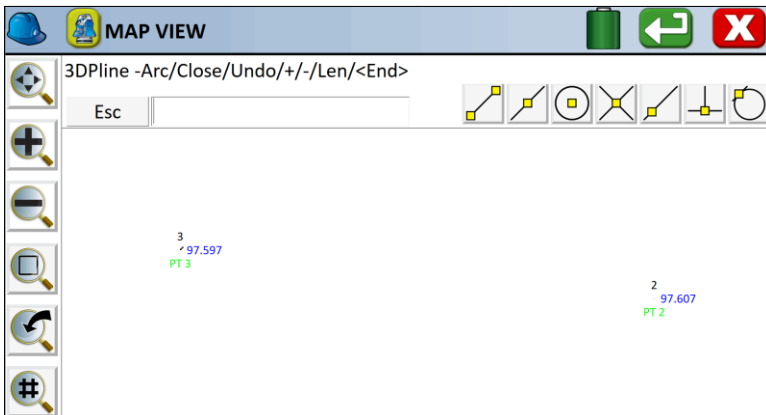 MAP VIEW
3DPline -Arc/Close/Undo/+/-/Len/<End>
Esc
3
97.597
PT 3
2
97.607
PT 2